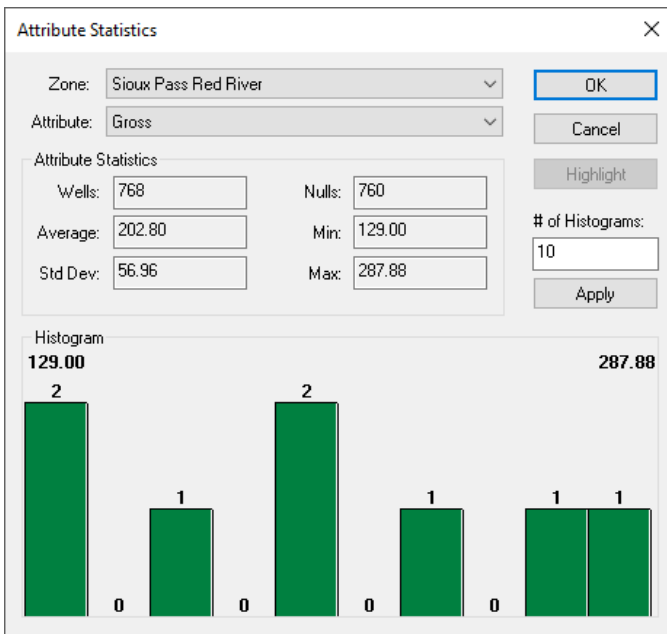 Attribute Statistics
Zone: Sioux Pass Red River
OK
Attribute: Gross
Cancel
Attribute Statistics
Highlight
Wells: 768 Nulls: 760
Average: 202.80 Min: 129.00
# of Histograms:
10
Std Dev: 56.96 Max: 287.88
Apply
Histogram
129.00 287.88
2 0 1 0 2 0 1 0 1 1